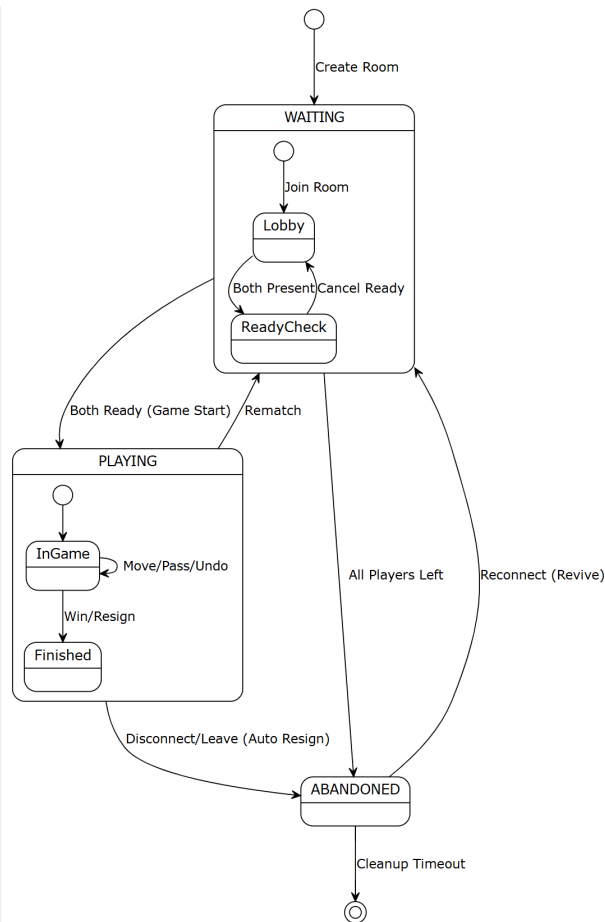 Create Room
WAITING
Join Room
Lobby
Both Present
Cancel Ready
ReadyCheck
Both Ready (Game Start)
Rematch
PLAYING
InGame
Move/Pass/Undo
Win/Resign
Finished
All Players Left
Reconnect (Revive)
Disconnect/Leave (Auto Resign)
ABANDONED
Cleanup Timeout